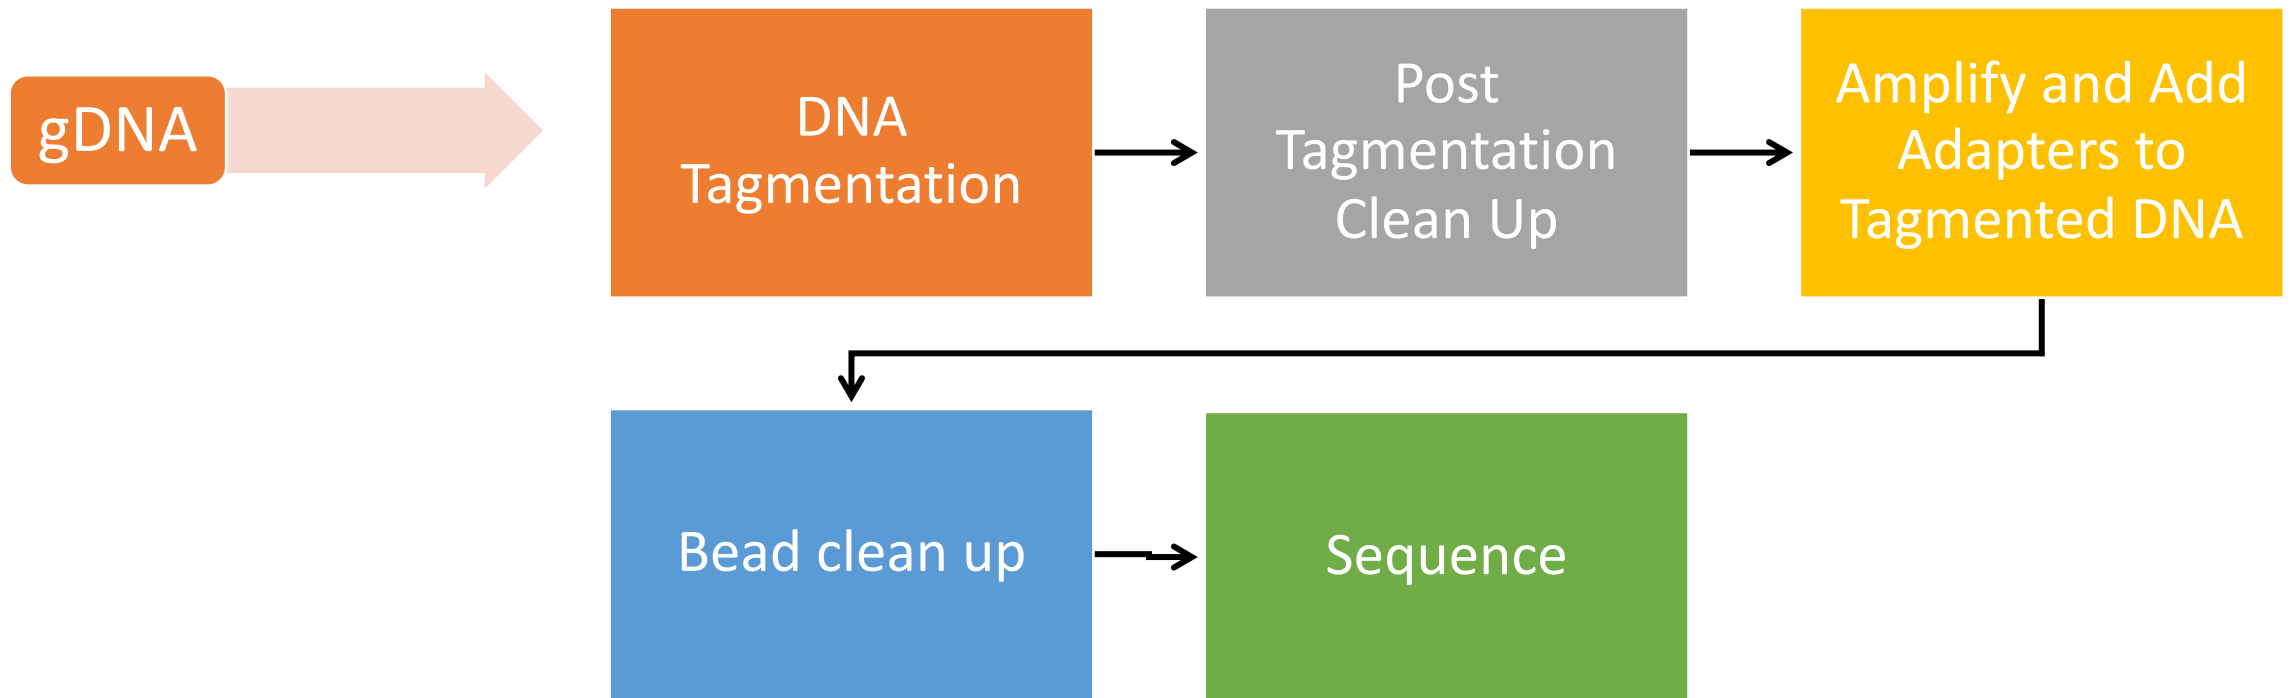 gDNA
DNA
Tagmentation
Post
Tagmentation
Clean Up
Amplify and Add
Adapters to
Tagmented DNA
Bead clean up
Sequence